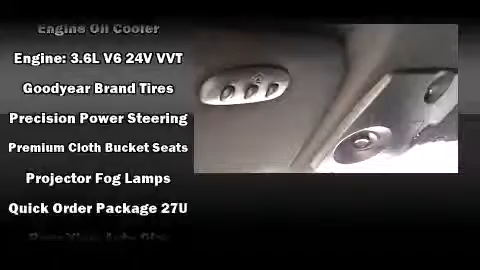 Engine Oil Cooler
Engine: 3.6L V6 24V VVT
Goodyear Brand Tires
Precision Power Steering
Premium Cloth Bucket Seats
Projector Fog Lamps
Quick Order Package 27U